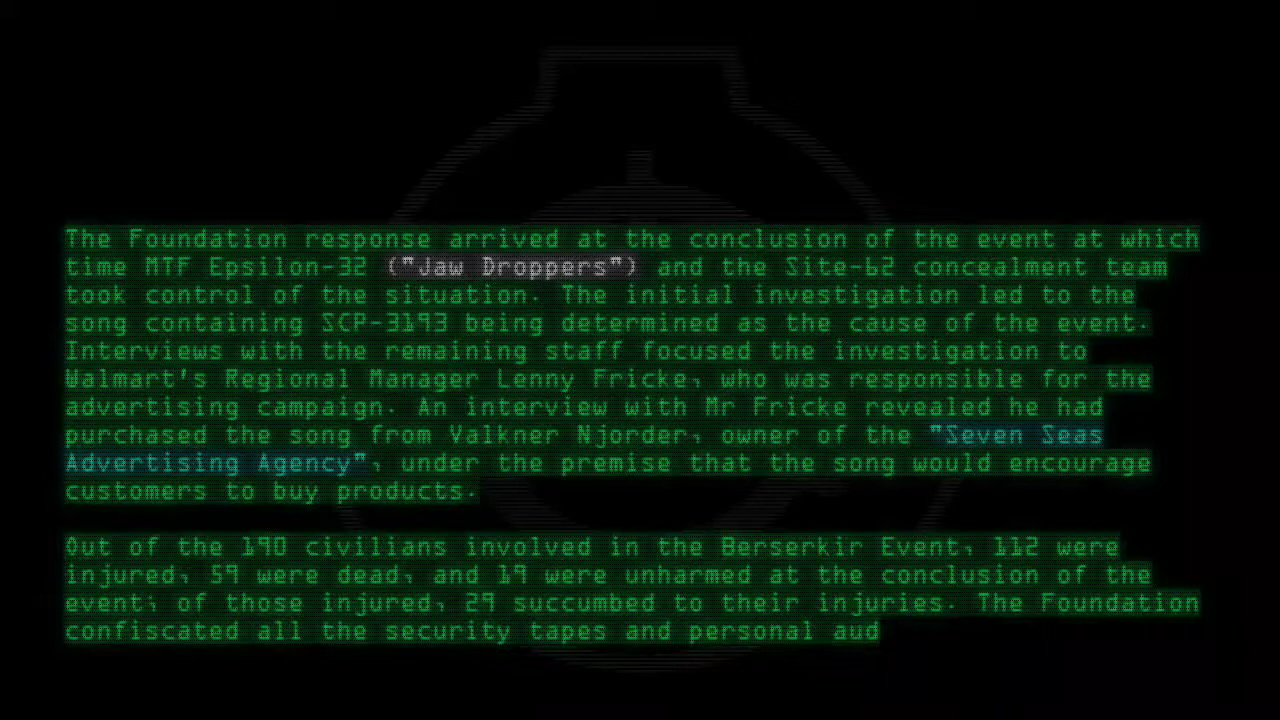 The Foundation response arrived at the conclusion of the event at which
time MTF Epsilon-32 ("Jaw Droppers") and the Site-62 concealment team
took control of the situation. The initial investigation led to the
song containing SCP-3193 being determined as the cause of the event.
Interviews with the remaining staff focused the investigation to
Walmart's Regional Manager Lenny Fricke, who was responsible for the
advertising campaign. An interview with Mr Fricke revealed he had
purchased the song from Valkner Njorder, owner of the "Seven Seas
Advertising Agency", under the premise that the song would encourage
customers to buy products.
Out of the 190 civilians involved in the Berserkir Event, 112 were
injured, 59 were dead, and 19 were unharmed at the conclusion of the
event; of those injured, 29 succumbed to their injuries. The Foundation
confiscated all the security tapes and personal aud